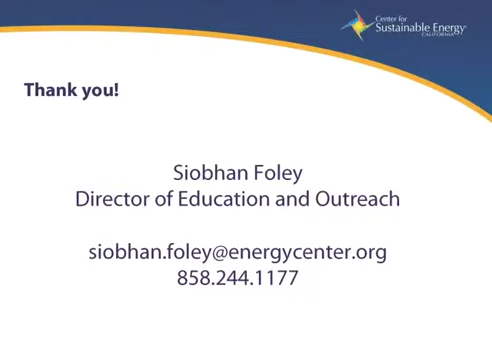 Center for
Sustainable Energy®
CALIFORNIA
Thank you!
Siobhan Foley
Director of Education and Outreach
siobhan.foley@energycenter.org
858.244.1177